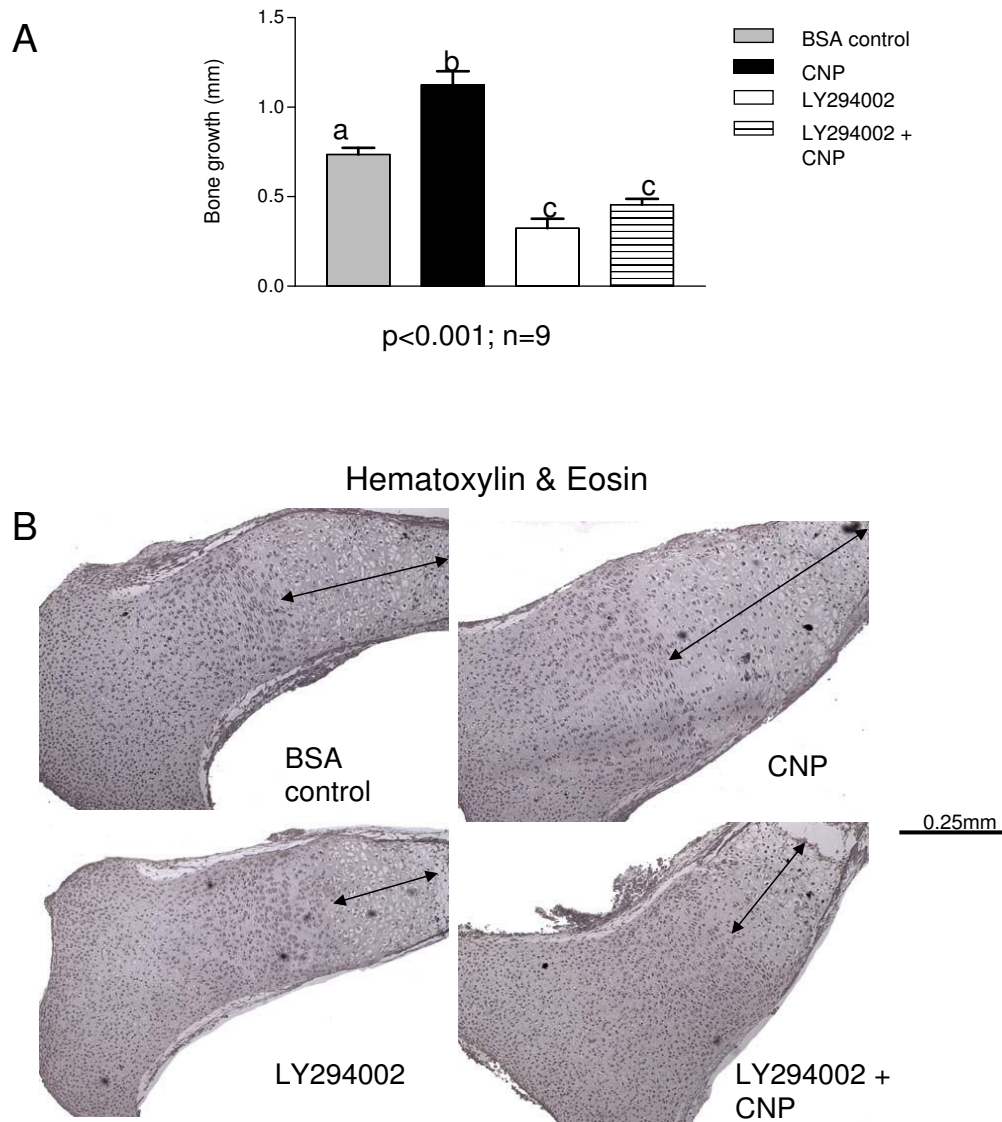 A
1.5
1.0
0.5
0.0
Bone growth (mm)
a
b
c
c
BSA control
CNP
LY294002
LY294002 +
CNP
p<0.001; n=9
Hematoxylin & Eosin
B
BSA
control
CNP
0.25mm
LY294002
LY294002 +
CNP